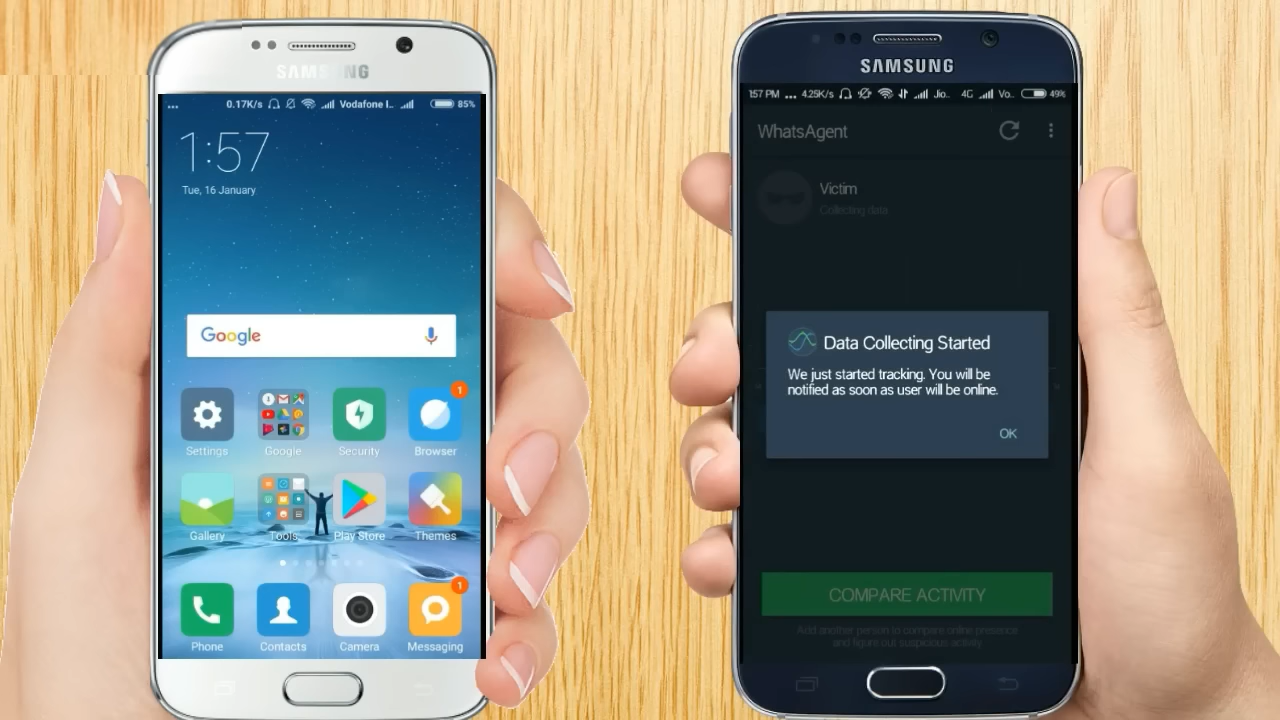 SAMSUNG
... 0.17K/s Vodafone I.. 85%
1:57
Tue, 16 January
Google
1
Settings Google Security Browser
Gallery Tools Play Store Themes
1
Phone Contacts Camera Messaging
SAMSUNG
1:57 PM ... 4.25K/s Jio.. 4G Vo.. 49%
WhatsAgent
Victim
Collecting data
Data Collecting Started
We just started tracking. You will be
notified as soon as user will be online.
OK
COMPARE ACTIVITY
Add another person to compare online presence
and figure out suspicious activity